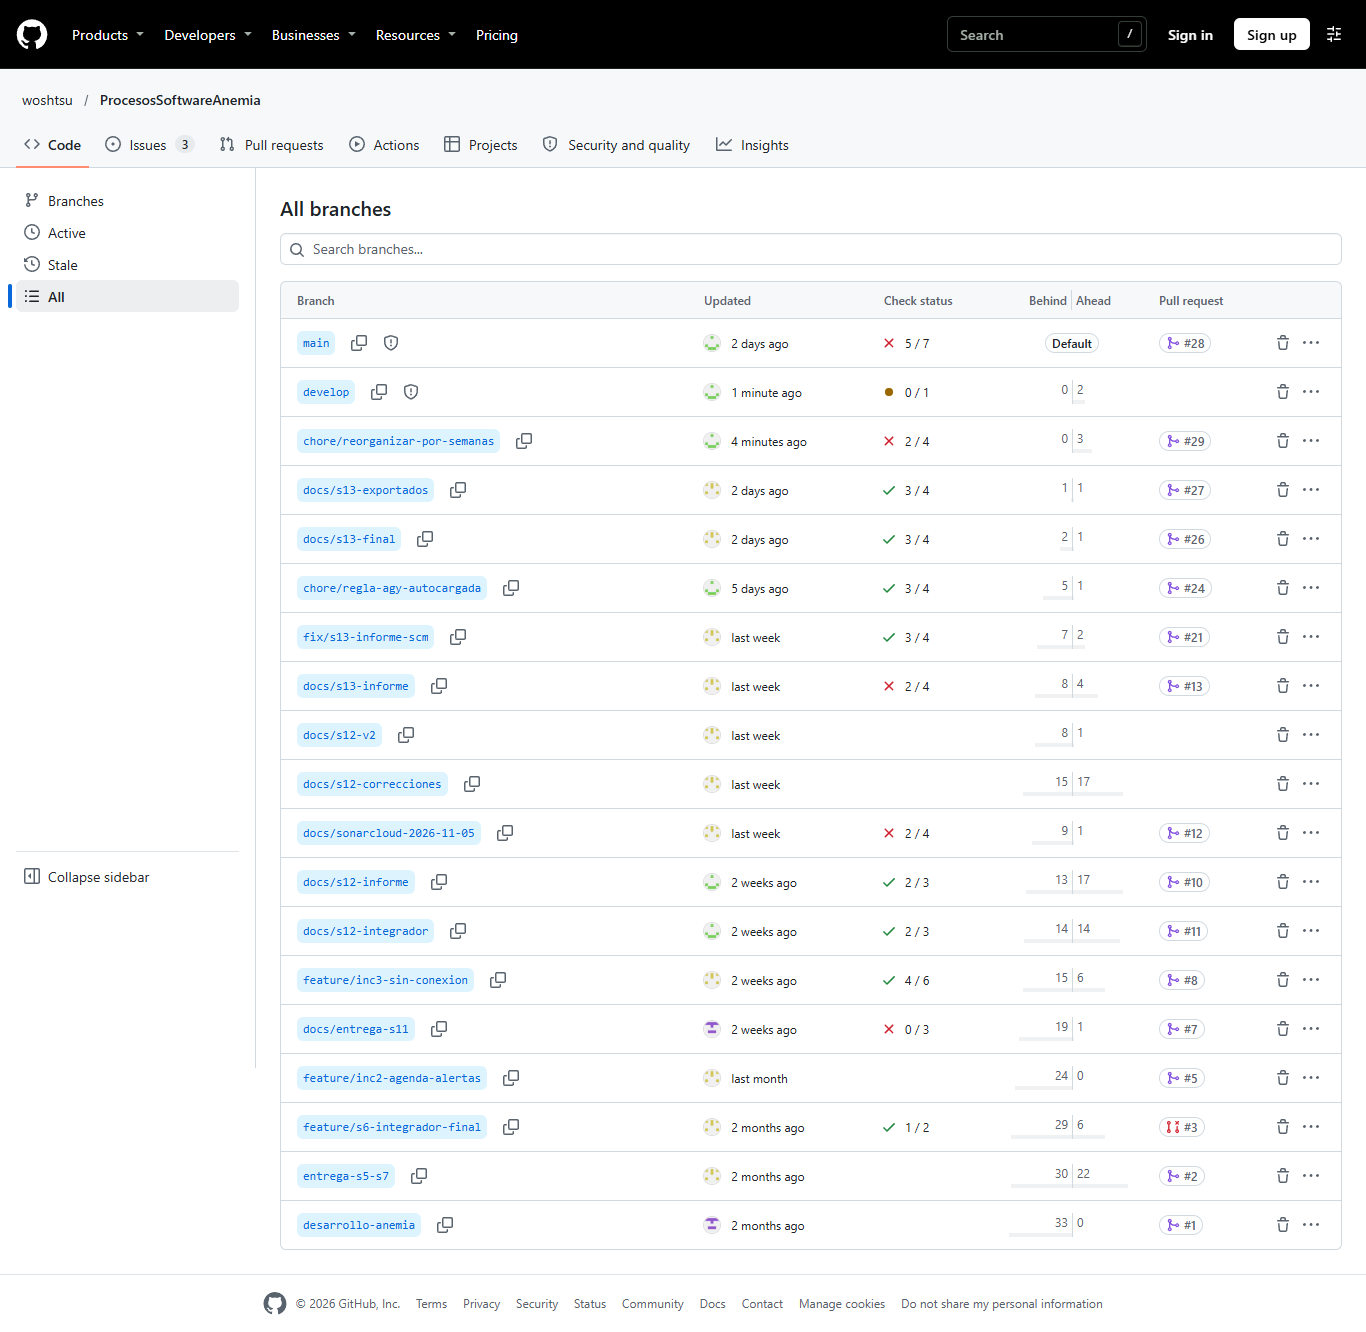 Products
Developers
Businesses
Resources
Pricing
Search
/
Sign in
Sign up
woshtsu / ProcesosSoftwareAnemia
Code
Issues 3
Pull requests
Actions
Projects
Security and quality
Insights
Branches
Active
Stale
All
Collapse sidebar
All branches
Search branches...
Branch Updated Check status Behind Ahead Pull request
main 2 days ago 5 / 7 Default #28
develop 1 minute ago 0 / 1 0 2
chore/reorganizar-por-semanas 4 minutes ago 2 / 4 0 3 #29
docs/s13-exportados 2 days ago 3 / 4 1 1 #27
docs/s13-final 2 days ago 3 / 4 2 1 #26
chore/regla-agy-autocargada 5 days ago 3 / 4 5 1 #24
fix/s13-informe-scm last week 3 / 4 7 2 #21
docs/s13-informe last week 2 / 4 8 4 #13
docs/s12-v2 last week 8 1
docs/s12-correcciones last week 15 17
docs/sonarcloud-2026-11-05 last week 2 / 4 9 1 #12
docs/s12-informe 2 weeks ago 2 / 3 13 17 #10
docs/s12-integrador 2 weeks ago 2 / 3 14 14 #11
feature/inc3-sin-conexion 2 weeks ago 4 / 6 15 6 #8
docs/entrega-s11 2 weeks ago 0 / 3 19 1 #7
feature/inc2-agenda-alertas last month 24 0 #5
feature/s6-integrador-final 2 months ago 1 / 2 29 6 #3
entrega-s5-s7 2 months ago 30 22 #2
desarrollo-anemia 2 months ago 33 0 #1
© 2026 GitHub, Inc. Terms Privacy Security Status Community Docs Contact Manage cookies Do not share my personal information